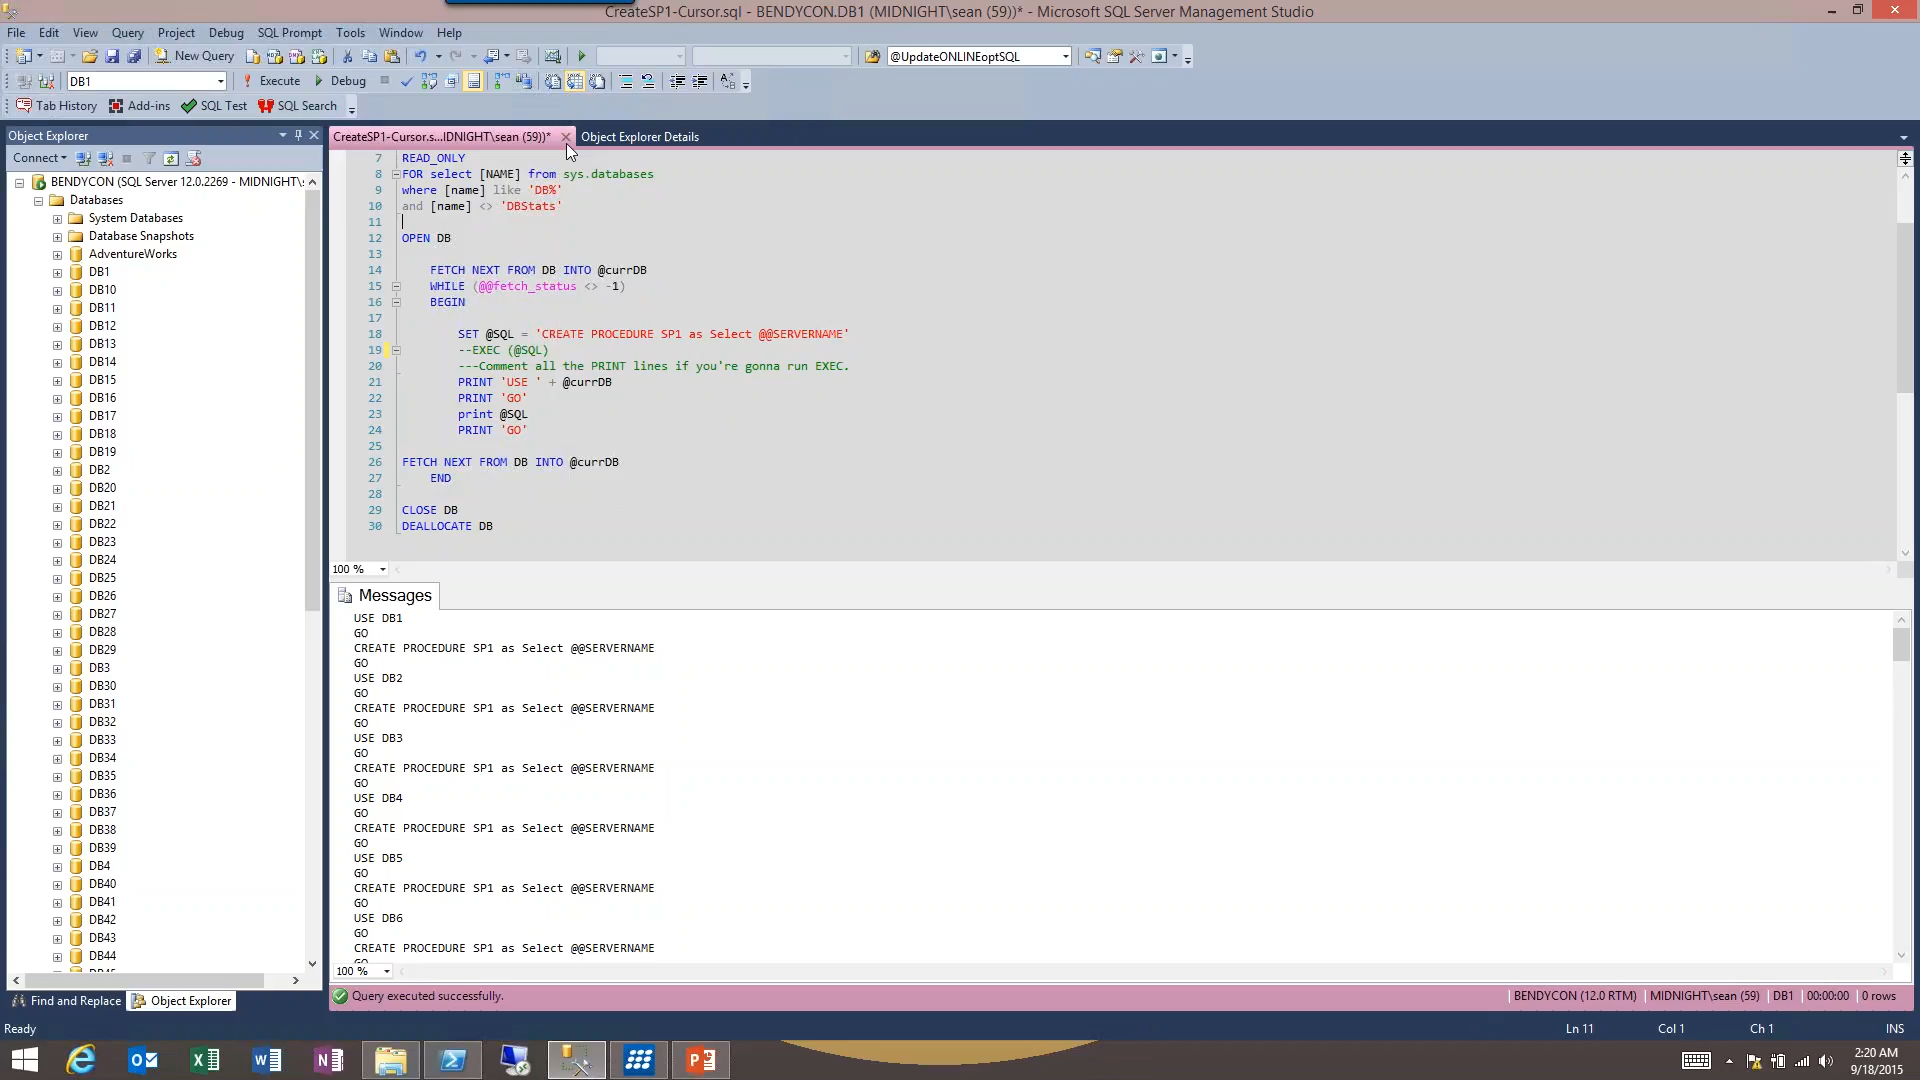 CreateSP1-Cursor.sql - BENDYCON.DB1 (MIDNIGHT\sean (59))* - Microsoft SQL Server Management Studio
File Edit View Query Project Debug SQL Prompt Tools Window Help
New Query @UpdateONLINEoptSQL
DB1 Execute Debug
Tab History Add-ins SQL Test SQL Search
Object Explorer
Connect
BENDYCON (SQL Server 12.0.2269 - MIDNIGHT\s
Databases
System Databases
Database Snapshots
AdventureWorks
DB1
DB10
DB11
DB12
DB13
DB14
DB15
DB16
DB17
DB18
DB19
DB2
DB20
DB21
DB22
DB23
DB24
DB25
DB26
DB27
DB28
DB29
DB3
DB30
DB31
DB32
DB33
DB34
DB35
DB36
DB37
DB38
DB39
DB4
DB40
DB41
DB42
DB43
DB44
DB45
Find and Replace Object Explorer
CreateSP1-Cursor.s...IDNIGHT\sean (59))* Object Explorer Details
7 READ_ONLY
8 FOR select [NAME] from sys.databases
9 where [name] like 'DB%'
10 and [name] <> 'DBStats'
11
12 OPEN DB
13
14 FETCH NEXT FROM DB INTO @currDB
15 WHILE (@@fetch_status <> -1)
16 BEGIN
17
18 SET @SQL = 'CREATE PROCEDURE SP1 as Select @@SERVERNAME'
19 --EXEC (@SQL)
20 ---Comment all the PRINT lines if you're gonna run EXEC.
21 PRINT 'USE ' + @currDB
22 PRINT 'GO'
23 print @SQL
24 PRINT 'GO'
25
26 FETCH NEXT FROM DB INTO @currDB
27 END
28
29 CLOSE DB
30 DEALLOCATE DB
100 %
Messages
USE DB1
GO
CREATE PROCEDURE SP1 as Select @@SERVERNAME
GO
USE DB2
GO
CREATE PROCEDURE SP1 as Select @@SERVERNAME
GO
USE DB3
GO
CREATE PROCEDURE SP1 as Select @@SERVERNAME
GO
USE DB4
GO
CREATE PROCEDURE SP1 as Select @@SERVERNAME
GO
USE DB5
GO
CREATE PROCEDURE SP1 as Select @@SERVERNAME
GO
USE DB6
GO
CREATE PROCEDURE SP1 as Select @@SERVERNAME
GO
100 %
Query executed successfully. BENDYCON (12.0 RTM) MIDNIGHT\sean (59) DB1 00:00:00 0 rows
Ready Ln 11 Col 1 Ch 1 INS
2:20 AM
9/18/2015